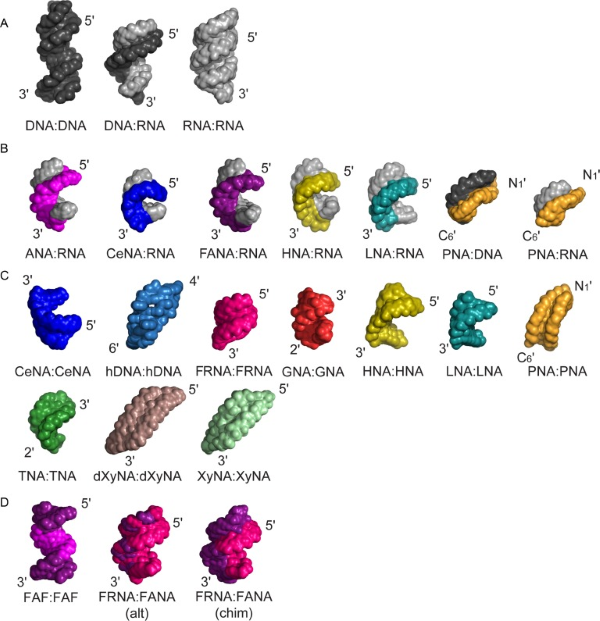 A
5' 5' 5'
3' 3' 3'
DNA:DNA DNA:RNA RNA:RNA
B
5' 5' 5' 5' 5' N1' N1'
3' 3' 3' 3' 3' C6' C6'
ANA:RNA CeNA:RNA FANA:RNA HNA:RNA LNA:RNA PNA:DNA PNA:RNA
C
3' 4' 5' 3' 5' 5' N1'
5' 6' 3' 2' 3' 3' C6'
CeNA:CeNA hDNA:hDNA FRNA:FRNA GNA:GNA HNA:HNA LNA:LNA PNA:PNA
3' 5' 5'
2' 3' 3'
TNA:TNA dXyNA:dXyNA XyNA:XyNA
D
5' 5' 5'
3' 3' 3'
FAF:FAF FRNA:FANA FRNA:FANA
(alt) (chim)